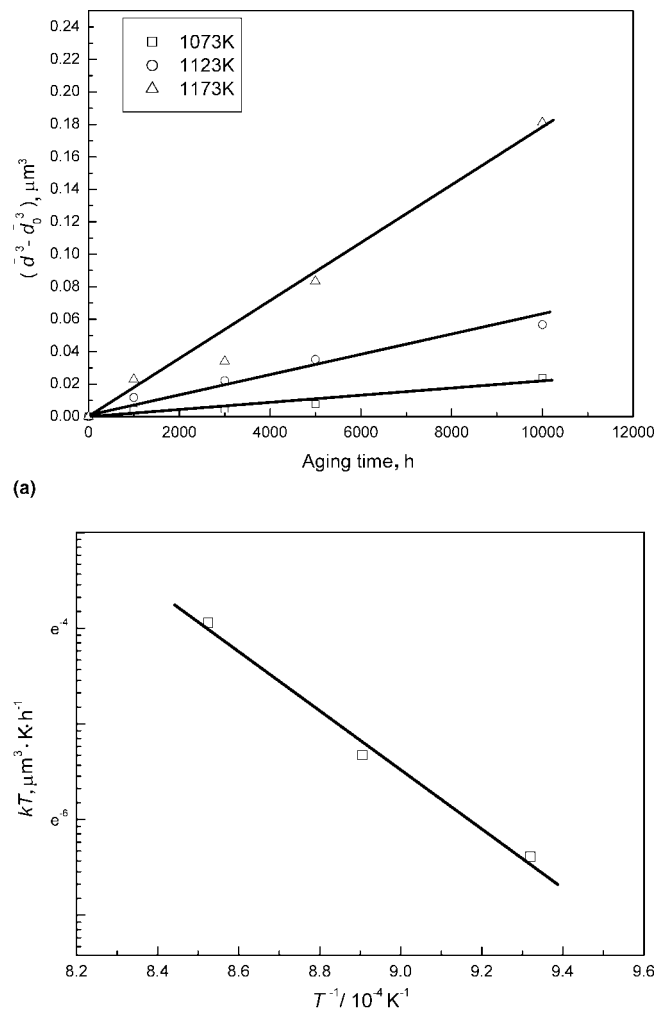 1073K
1123K
1173K
0.24
0.22
0.20
0.18
0.16
0.14
0.12
0.10
0.08
0.06
0.04
0.02
0.00
(d̄³-d̄₀³), μm³
0 2000 4000 6000 8000 10000 12000
Aging time, h
(a)
e⁻⁴
e⁻⁶
kT, μm³·K·h⁻¹
8.2 8.4 8.6 8.8 9.0 9.2 9.4 9.6
T⁻¹/ 10⁻⁴ K⁻¹